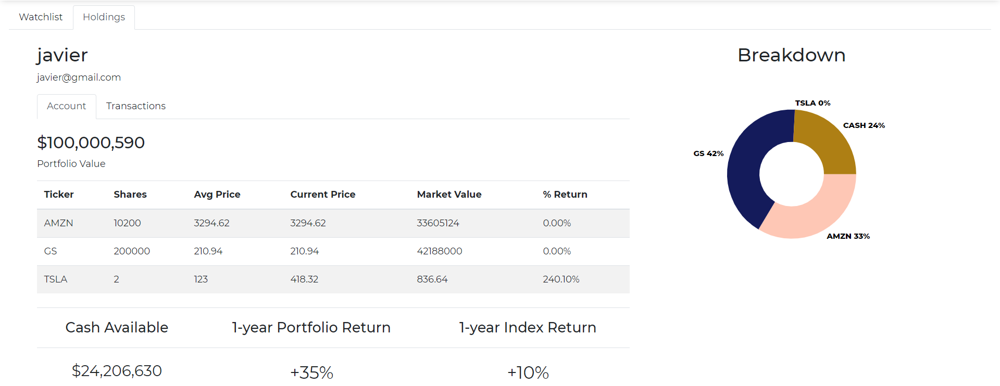 Watchlist Holdings
javier
javier@gmail.com
Account Transactions
$100,000,590
Portfolio Value
Ticker Shares Avg Price Current Price Market Value % Return
AMZN 10200 3294.62 3294.62 33605124 0.00%
GS 200000 210.94 210.94 42188000 0.00%
TSLA 2 123 418.32 836.64 240.10%
Cash Available 1-year Portfolio Return 1-year Index Return
$24,206,630 +35% +10%
Breakdown
TSLA 0%
CASH 24%
GS 42%
AMZN 33%